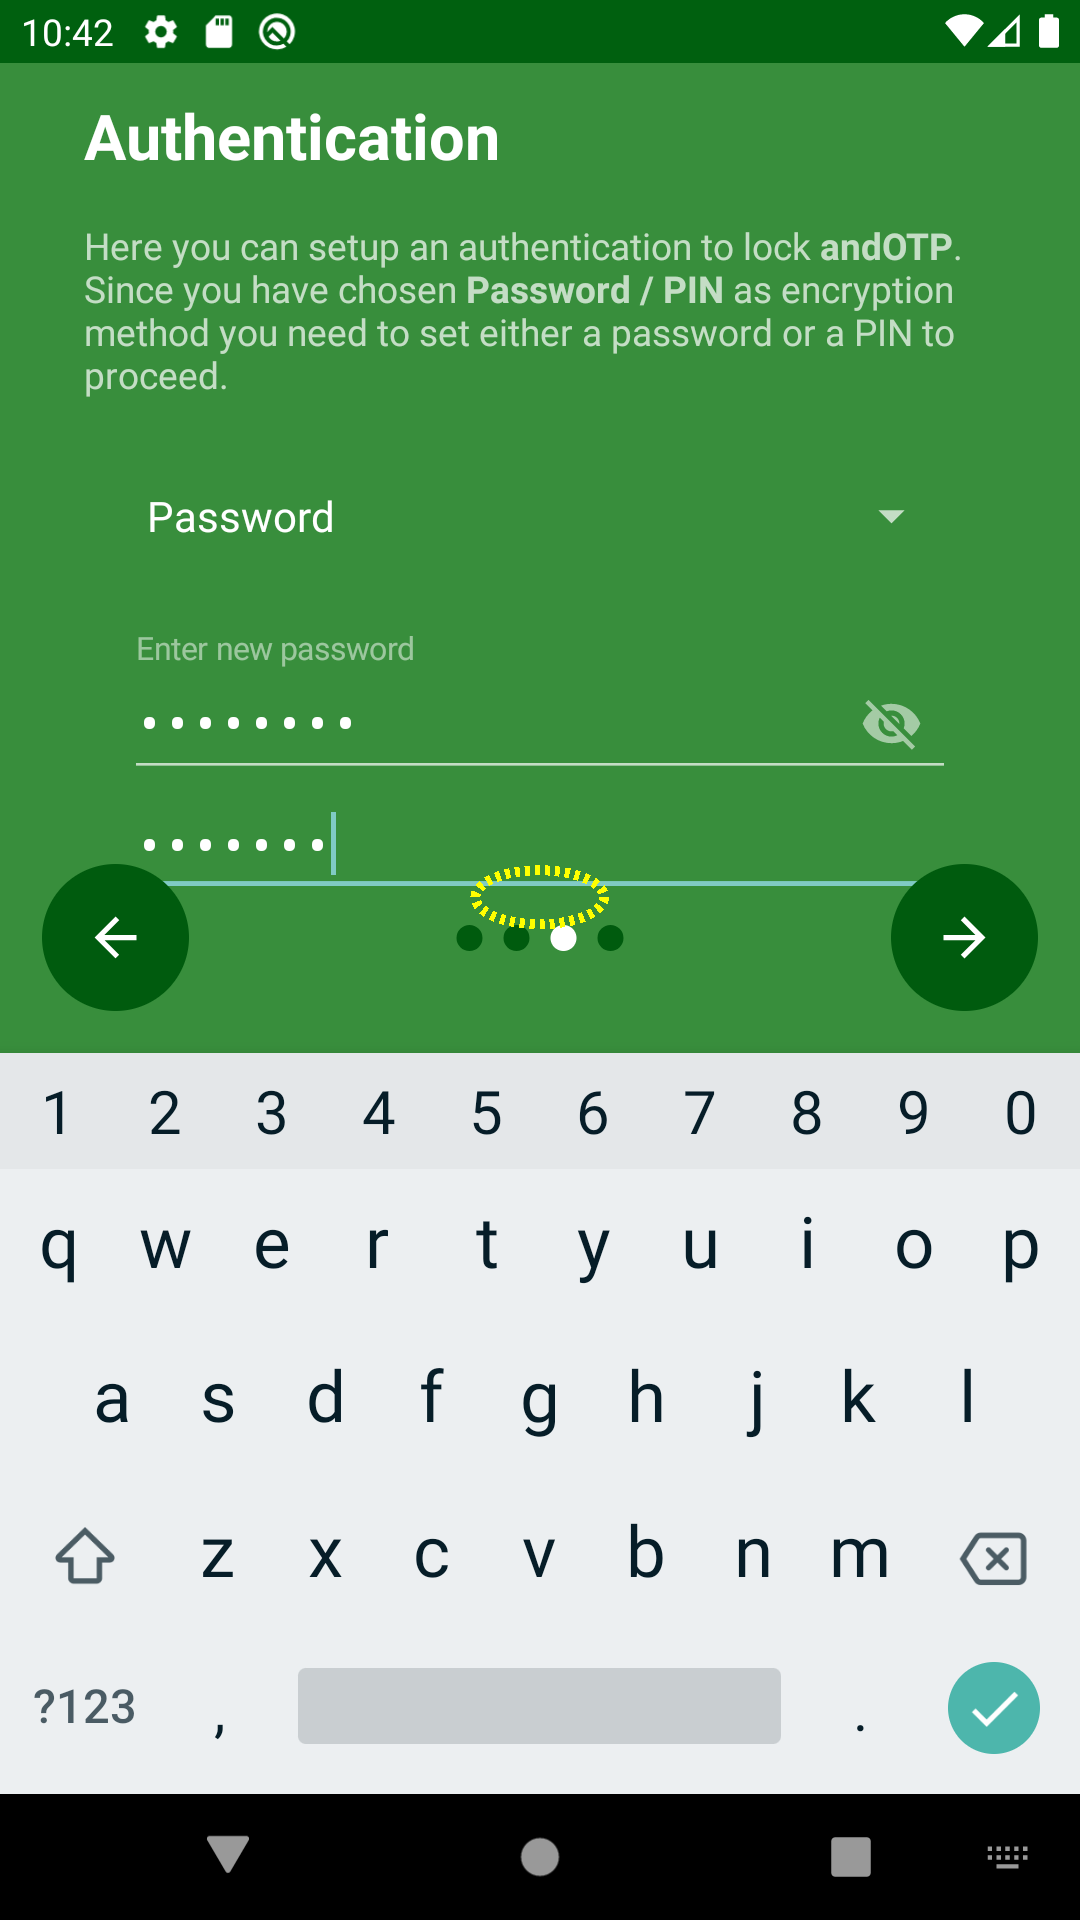 10:42
Authentication
Here you can setup an authentication to lock andOTP.
Since you have chosen Password / PIN as encryption
method you need to set either a password or a PIN to
proceed.
Password
Enter new password
••••••••
•••••••
1 2 3 4 5 6 7 8 9 0
q w e r t y u i o p
a s d f g h j k l
z x c v b n m
?123 , .